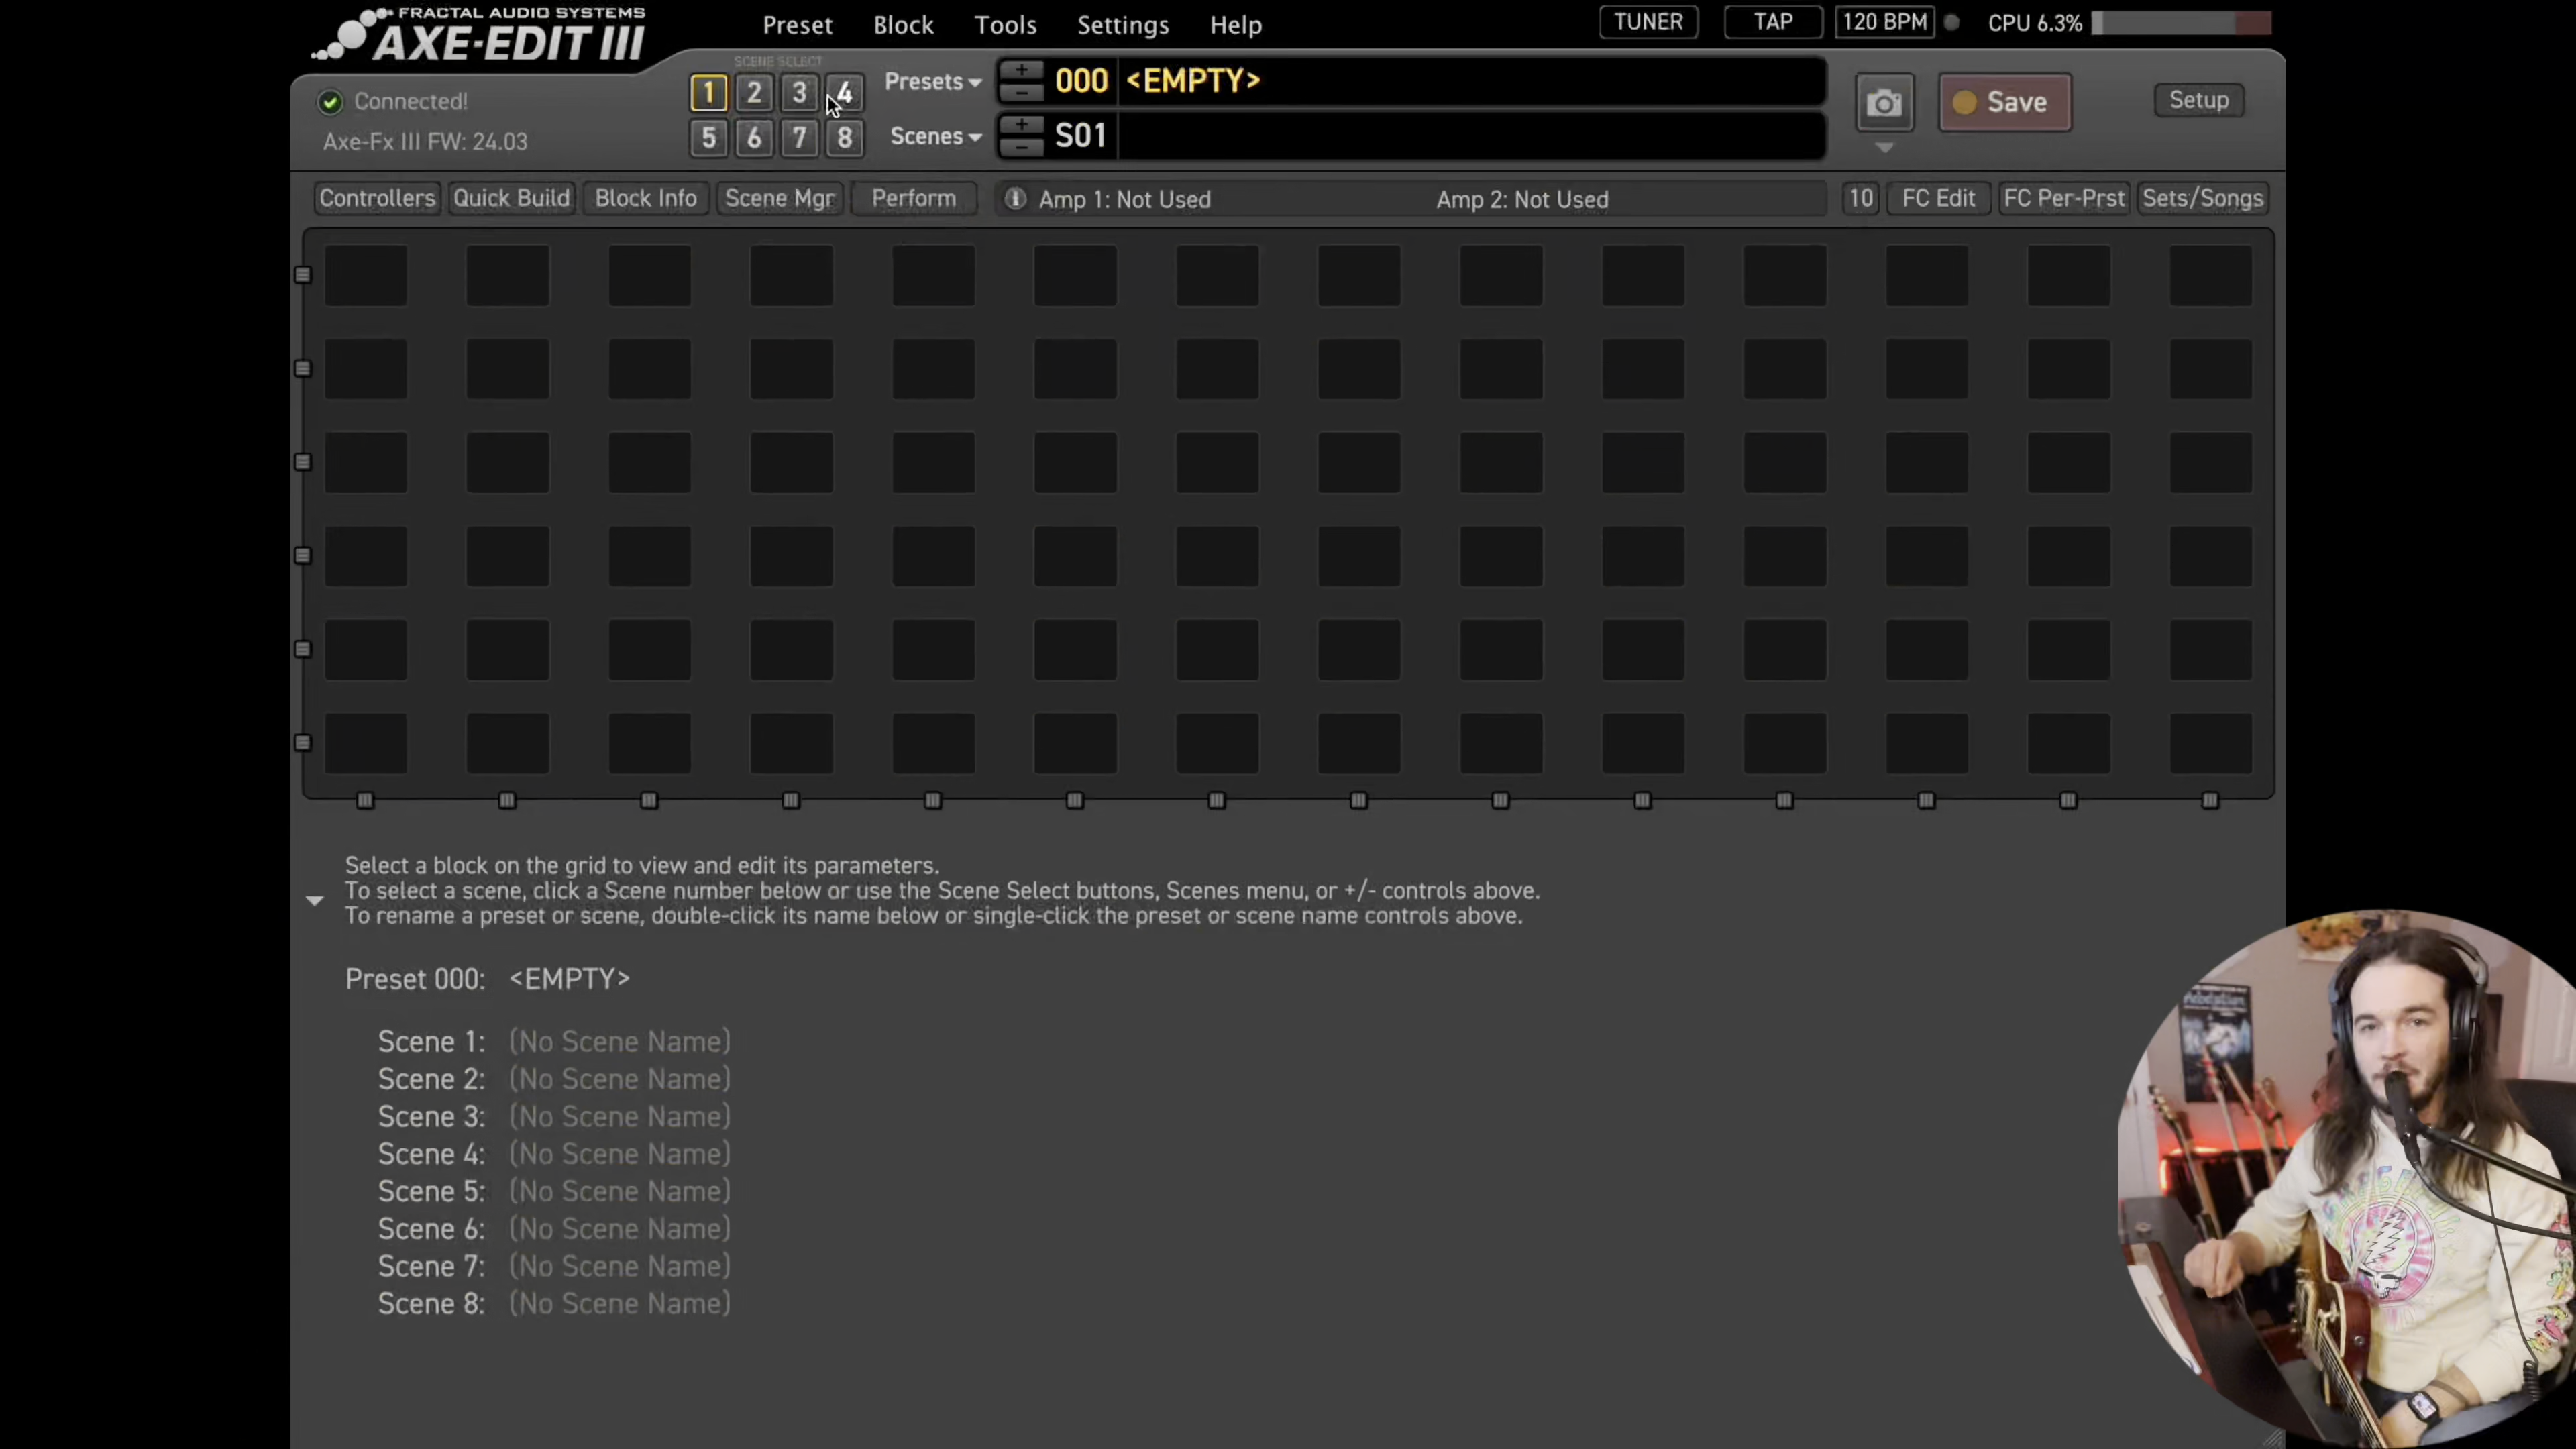 FRACTAL AUDIO SYSTEMS
AXE-EDIT III
Preset
Block
Tools
Settings
Help
TUNER
TAP
120 BPM
CPU 6.3%
Connected!
Axe-Fx III FW: 24.03
SCENE SELECT
1 2 3 4
5 6 7 8
Presets
+
-
000 <EMPTY>
Scenes
+
-
S01
Save
Setup
Controllers
Quick Build
Block Info
Scene Mgr
Perform
Amp 1: Not Used
Amp 2: Not Used
10
FC Edit
FC Per-Prst
Sets/Songs
Select a block on the grid to view and edit its parameters.
To select a scene, click a Scene number below or use the Scene Select buttons, Scenes menu, or +/- controls above.
To rename a preset or scene, double-click its name below or single-click the preset or scene name controls above.
Preset 000: <EMPTY>
Scene 1: (No Scene Name)
Scene 2: (No Scene Name)
Scene 3: (No Scene Name)
Scene 4: (No Scene Name)
Scene 5: (No Scene Name)
Scene 6: (No Scene Name)
Scene 7: (No Scene Name)
Scene 8: (No Scene Name)
Rebelution